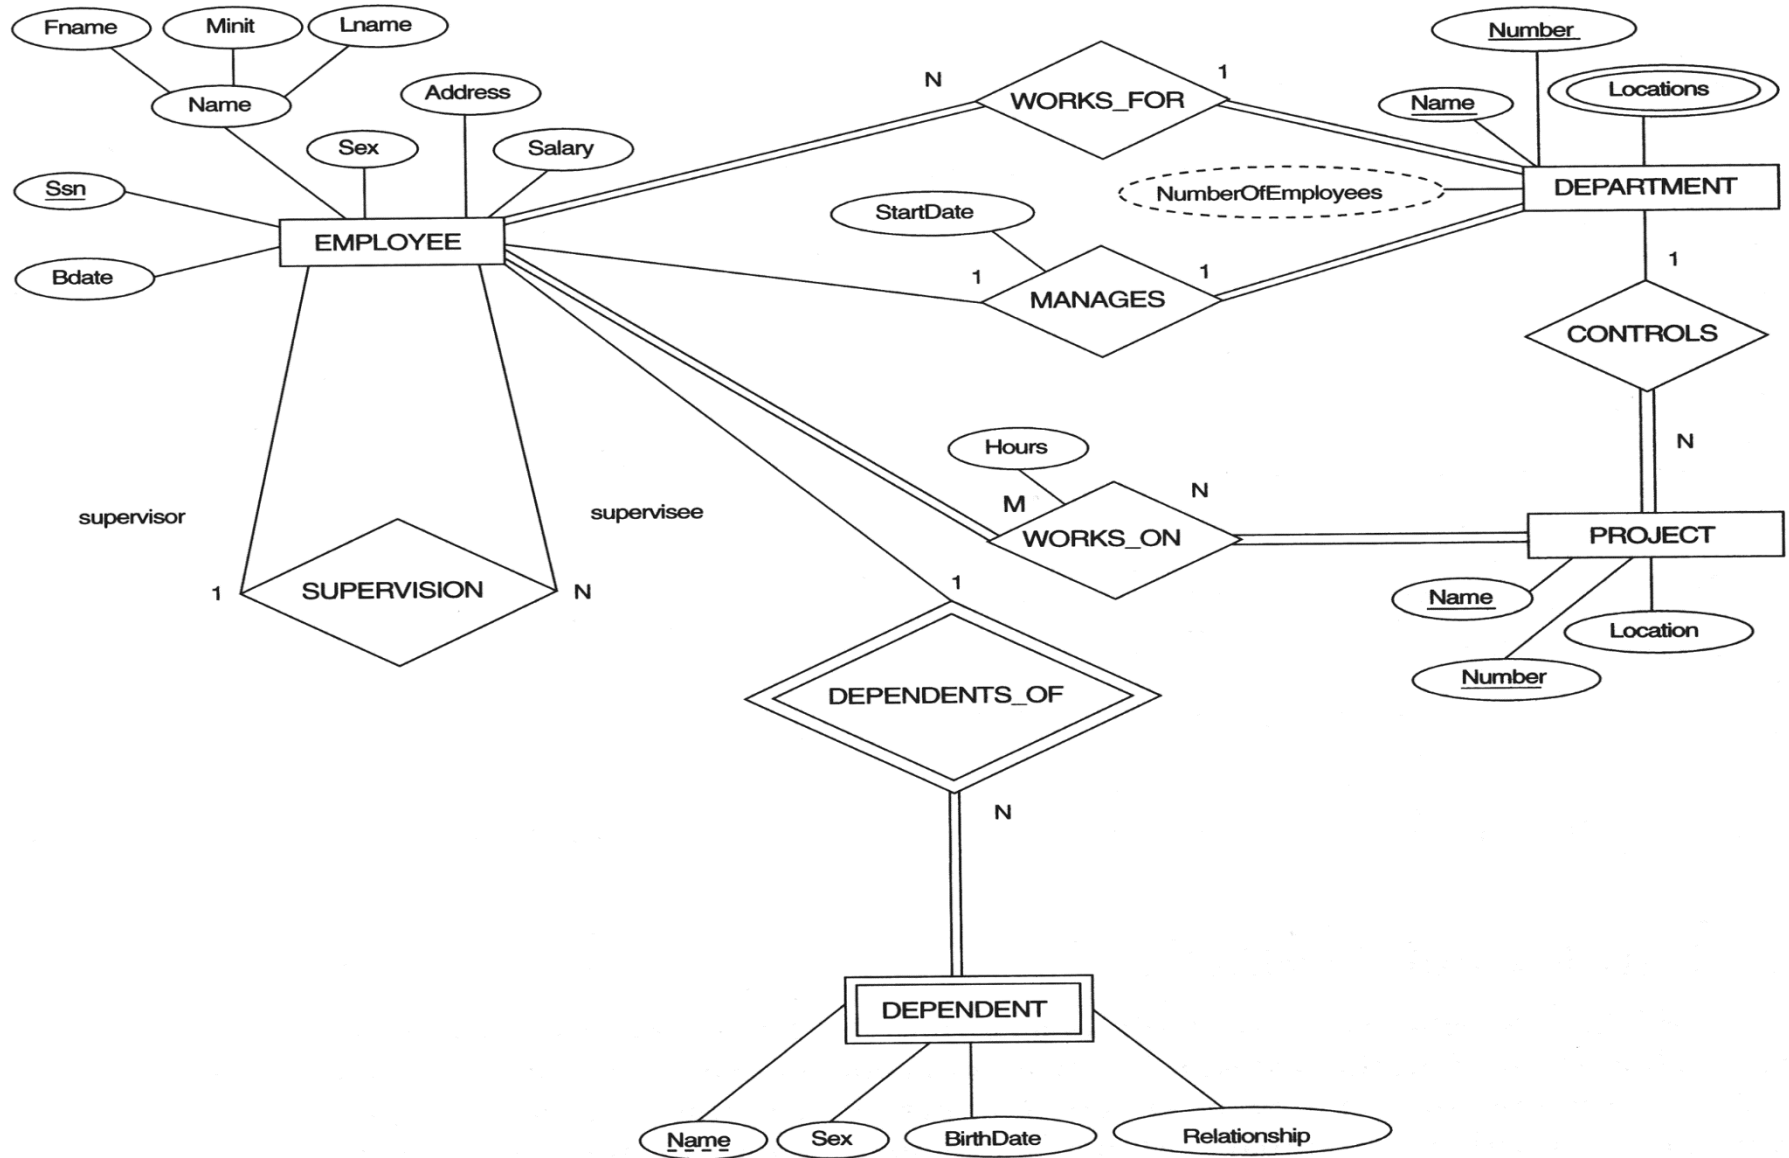 Fname
Minit
Lname
Number
Name
Address
Name
Locations
N
1
WORKS_FOR
Sex
Salary
Ssn
NumberOfEmployees
DEPARTMENT
StartDate
EMPLOYEE
Bdate
1
1
MANAGES
1
CONTROLS
Hours
N
M
N
supervisor
supervisee
WORKS_ON
PROJECT
1
SUPERVISION
N
1
Name
Location
Number
DEPENDENTS_OF
N
DEPENDENT
Name
Sex
BirthDate
Relationship